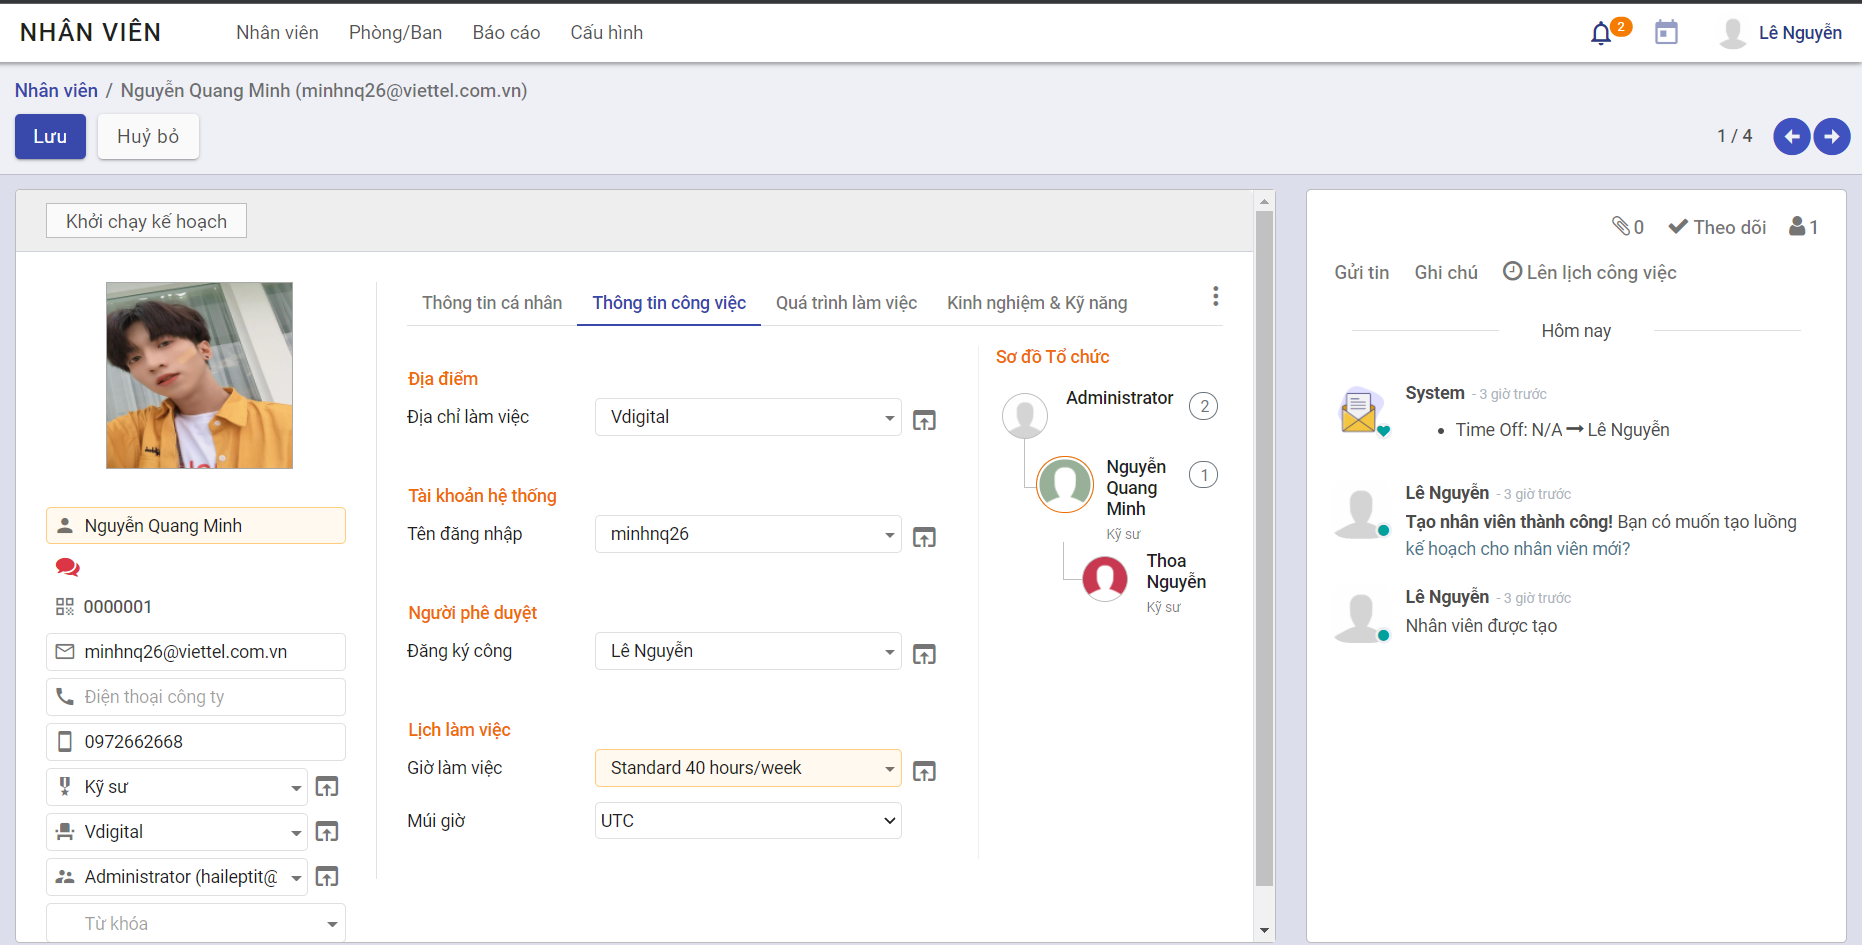 NHÂN VIÊN
Nhân viên Phòng/Ban Báo cáo Cấu hình
2
Lê Nguyễn
Nhân viên / Nguyễn Quang Minh (minhnq26@viettel.com.vn)
Lưu Huỷ bỏ
1 / 4
Khởi chạy kế hoạch
Nguyễn Quang Minh
0000001
minhnq26@viettel.com.vn
Điện thoại công ty
0972662668
Kỹ sư
Vdigital
Administrator (haileptit@
Từ khóa
Thông tin cá nhân Thông tin công việc Quá trình làm việc Kinh nghiệm & Kỹ năng
Địa điểm
Địa chỉ làm việc Vdigital
Tài khoản hệ thống
Tên đăng nhập minhnq26
Người phê duyệt
Đăng ký công Lê Nguyễn
Lịch làm việc
Giờ làm việc Standard 40 hours/week
Múi giờ UTC
Sơ đồ Tổ chức
Administrator 2
Nguyễn 1
Quang
Minh
Kỹ sư
Thoa
Nguyễn
Kỹ sư
0 Theo dõi 1
Gửi tin Ghi chú Lên lịch công việc
Hôm nay
System - 3 giờ trước
• Time Off: N/A → Lê Nguyễn
Lê Nguyễn - 3 giờ trước
Tạo nhân viên thành công! Bạn có muốn tạo luồng
kế hoạch cho nhân viên mới?
Lê Nguyễn - 3 giờ trước
Nhân viên được tạo